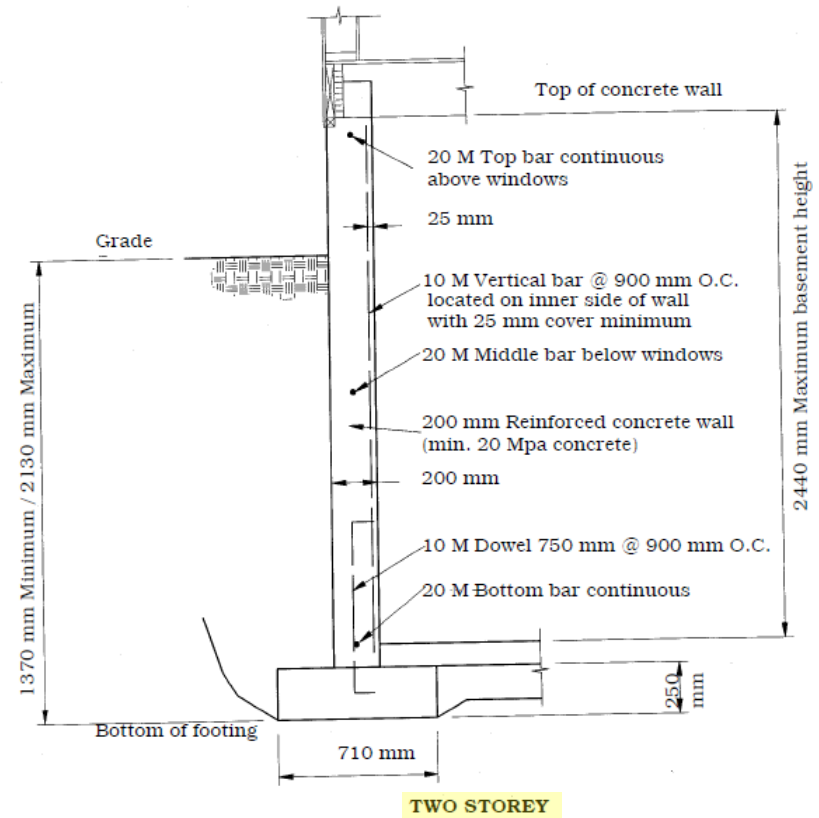 Top of concrete wall
20 M Top bar continuous
above windows
25 mm
Grade
10 M Vertical bar @ 900 mm O.C.
located on inner side of wall
with 25 mm cover minimum
20 M Middle bar below windows
200 mm Reinforced concrete wall
(min. 20 Mpa concrete)
200 mm
10 M Dowel 750 mm @ 900 mm O.C.
20 M Bottom bar continuous
1370 mm Minimum / 2130 mm Maximum
2440 mm Maximum basement height
250
mm
Bottom of footing
710 mm
TWO STOREY